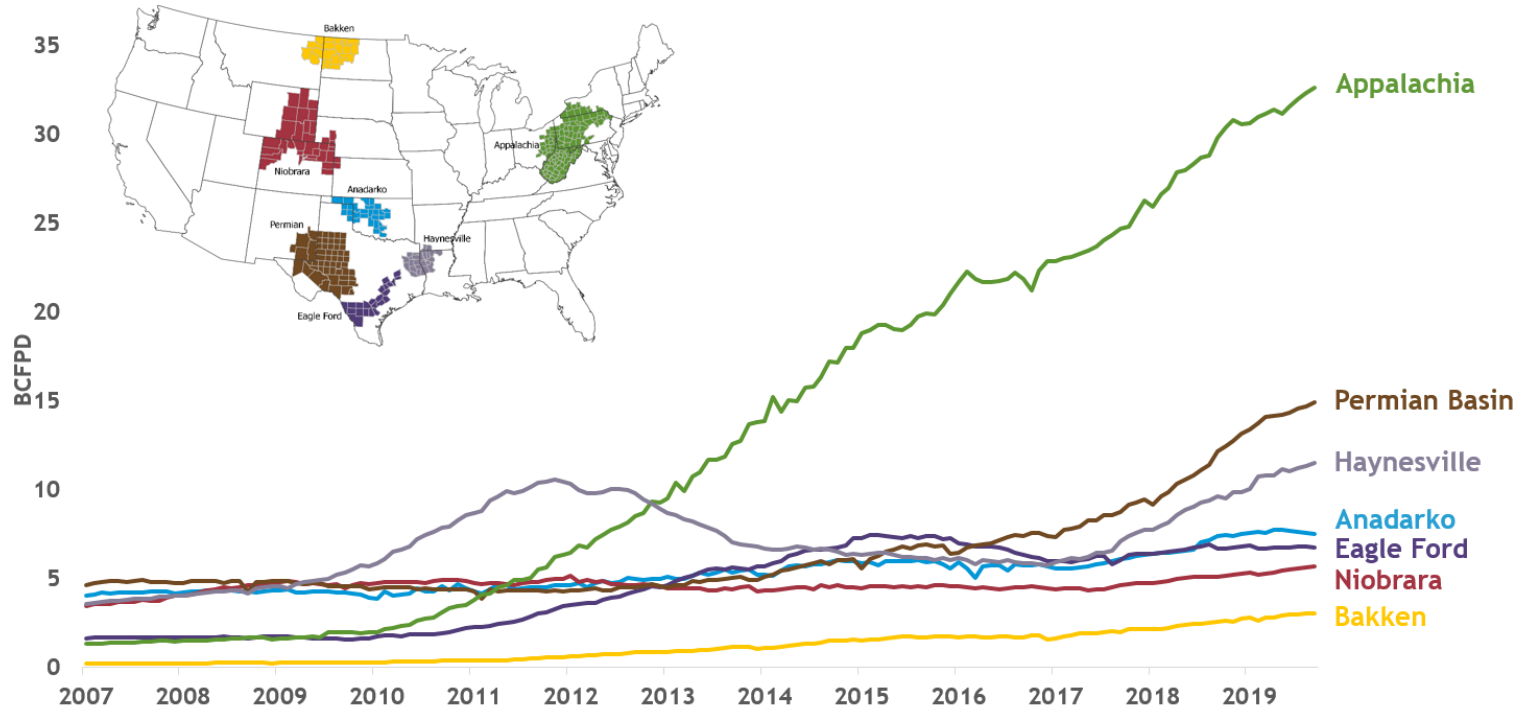 35
30
25
20
15
10
5
0
BCFPD
Bakken
Niobrara
Appalachia
Anadarko
Permian
Haynesville
Eagle Ford
Appalachia
Permian Basin
Haynesville
Anadarko
Eagle Ford
Niobrara
Bakken
2007 2008 2009 2010 2011 2012 2013 2014 2015 2016 2017 2018 2019